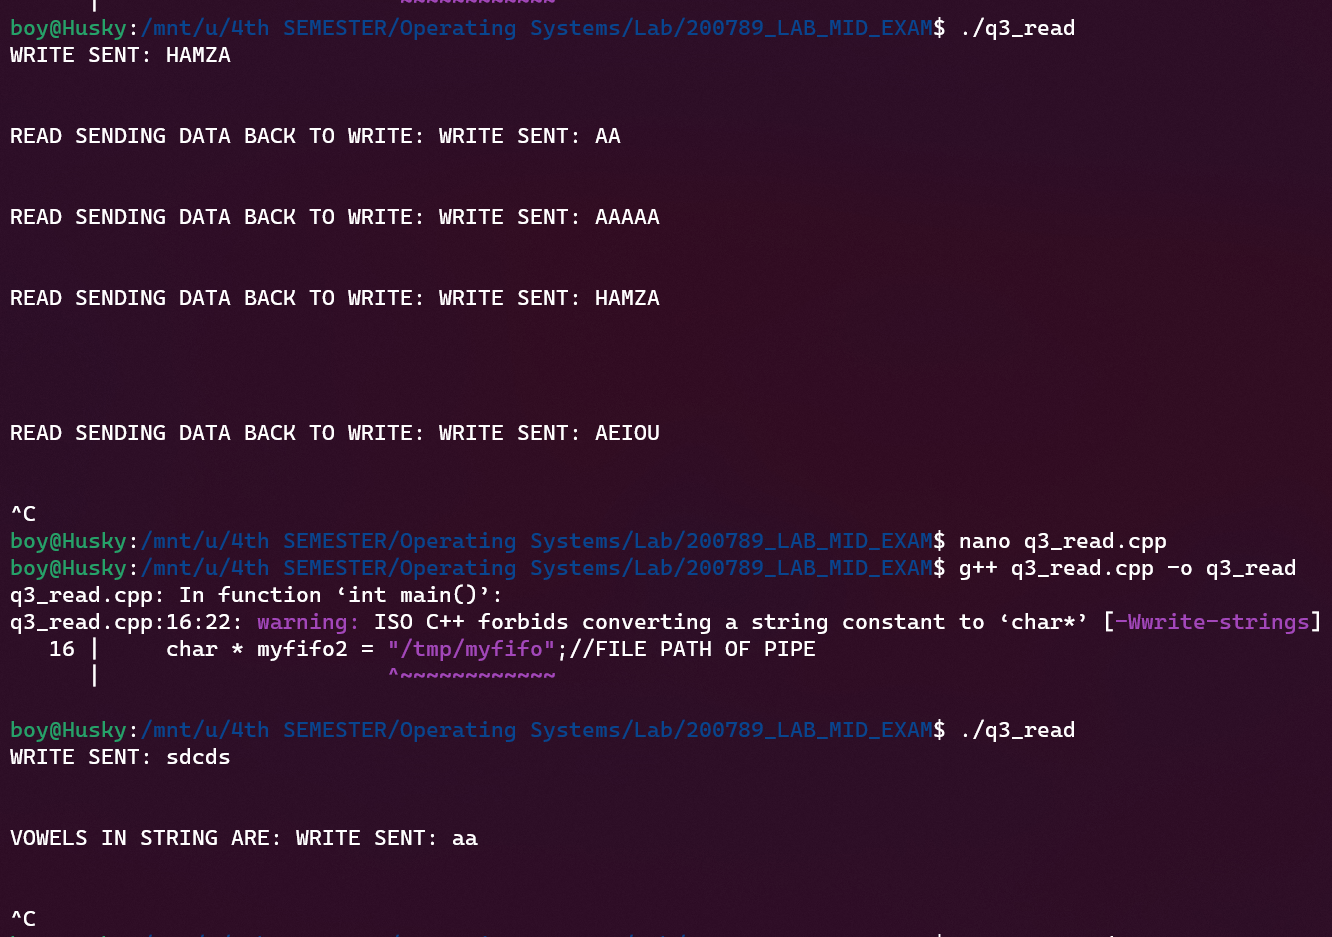 boy@Husky:/mnt/u/4th SEMESTER/Operating Systems/Lab/200789_LAB_MID_EXAM$ ./q3_read
WRITE SENT: HAMZA
READ SENDING DATA BACK TO WRITE: WRITE SENT: AA
READ SENDING DATA BACK TO WRITE: WRITE SENT: AAAAA
READ SENDING DATA BACK TO WRITE: WRITE SENT: HAMZA
READ SENDING DATA BACK TO WRITE: WRITE SENT: AEIOU
^C
boy@Husky:/mnt/u/4th SEMESTER/Operating Systems/Lab/200789_LAB_MID_EXAM$ nano q3_read.cpp
boy@Husky:/mnt/u/4th SEMESTER/Operating Systems/Lab/200789_LAB_MID_EXAM$ g++ q3_read.cpp -o q3_read
q3_read.cpp: In function ‘int main()’:
q3_read.cpp:16:22: warning: ISO C++ forbids converting a string constant to ‘char*’ [-Wwrite-strings]
   16 |     char * myfifo2 = "/tmp/myfifo";//FILE PATH OF PIPE
      |                      ^~~~~~~~~~~~~
boy@Husky:/mnt/u/4th SEMESTER/Operating Systems/Lab/200789_LAB_MID_EXAM$ ./q3_read
WRITE SENT: sdcds
VOWELS IN STRING ARE: WRITE SENT: aa
^C